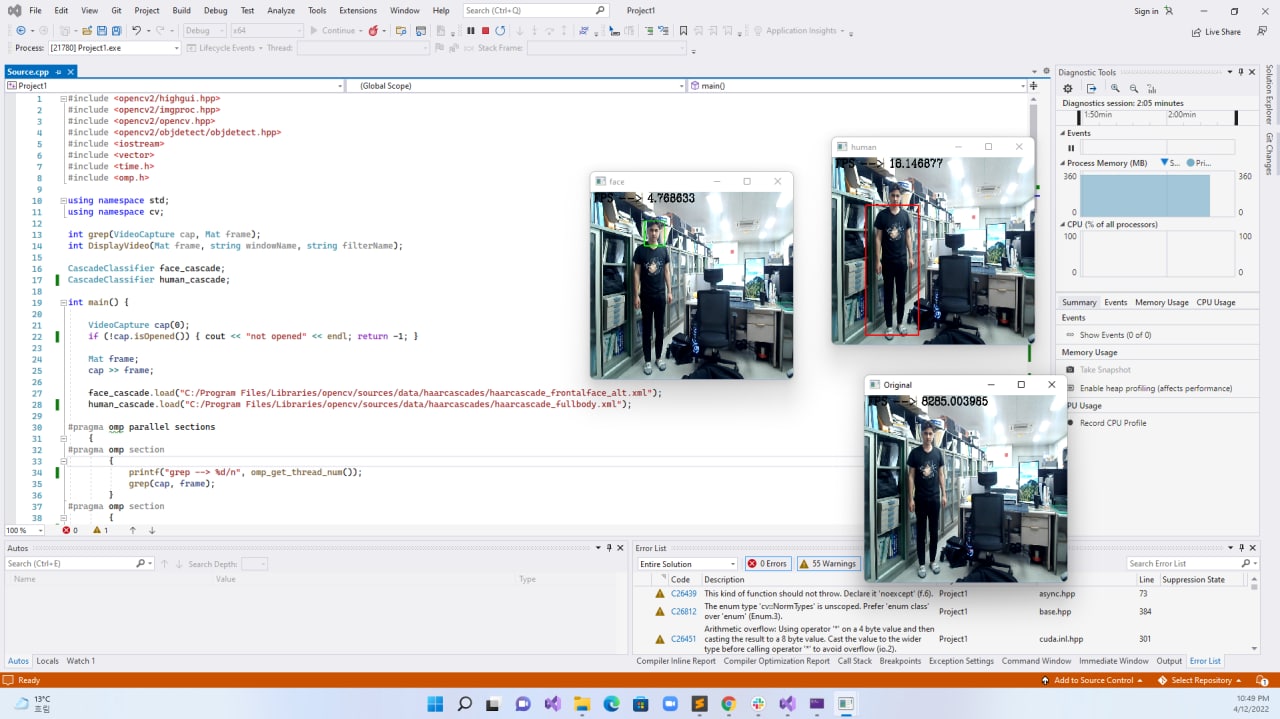 File Edit View Git Project Build Debug Test Analyze Tools Extensions Window Help Search (Ctrl+Q) Project1 Sign in
Debug x64 Continue Application Insights Live Share
Process: [21780] Project1.exe Lifecycle Events Thread: Stack Frame:
Source.cpp
Project1 (Global Scope) main()
1 #include <opencv2/highgui.hpp>
2 #include <opencv2/imgproc.hpp>
3 #include <opencv2/opencv.hpp>
4 #include <opencv2/objdetect/objdetect.hpp>
5 #include <iostream>
6 #include <vector>
7 #include <time.h>
8 #include <omp.h>
9
10 using namespace std;
11 using namespace cv;
12
13 int grep(VideoCapture cap, Mat frame);
14 int DisplayVideo(Mat frame, string windowName, string filterName);
15
16 CascadeClassifier face_cascade;
17 CascadeClassifier human_cascade;
18
19 int main() {
20
21 VideoCapture cap(0);
22 if (!cap.isOpened()) { cout << "not opened" << endl; return -1; }
23
24 Mat frame;
25 cap >> frame;
26
27 face_cascade.load("C:/Program Files/Libraries/opencv/sources/data/haarcascades/haarcascade_frontalface_alt.xml");
28 human_cascade.load("C:/Program Files/Libraries/opencv/sources/data/haarcascades/haarcascade_fullbody.xml");
29
30 #pragma omp parallel sections
31 {
32 #pragma omp section
33 {
34 printf("grep --> %d/n", omp_get_thread_num());
35 grep(cap, frame);
36 }
37 #pragma omp section
38 {
100 % 0 1
face
FPS --> 4.768633
human
FPS --> 16.146877
Original
FPS --> 8285.003985
Diagnostic Tools
Diagnostics session: 2:05 minutes
1:50min 2:00min
Events
Process Memory (MB) S... Pri...
360 360
0 0
CPU (% of all processors)
100 100
0 0
Summary Events Memory Usage CPU Usage
Events
Show Events (0 of 0)
Memory Usage
Take Snapshot
Enable heap profiling (affects performance)
PU Usage
Record CPU Profile
Solution Explorer
Git Changes
Autos
Search (Ctrl+E) Search Depth:
Name Value Type
Autos Locals Watch 1
Error List
Entire Solution 0 Errors 55 Warnings Search Error List
Code Description Line Suppression State
C26439 This kind of function should not throw. Declare it 'noexcept' (f.6). Project1 async.hpp 73
C26812 The enum type 'cv::NormTypes' is unscoped. Prefer 'enum class' over 'enum' (Enum.3). Project1 base.hpp 384
C26451 Arithmetic overflow: Using operator '*' on a 4 byte value and then casting the result to a 8 byte value. Cast the value to the wider type before calling operator '*' to avoid overflow (io.2). Project1 cuda.inl.hpp 301
Compiler Inline Report Compiler Optimization Report Call Stack Breakpoints Exception Settings Command Window Immediate Window Output Error List
Ready Add to Source Control Select Repository 1
13°C
흐림
10:49 PM
4/12/2022